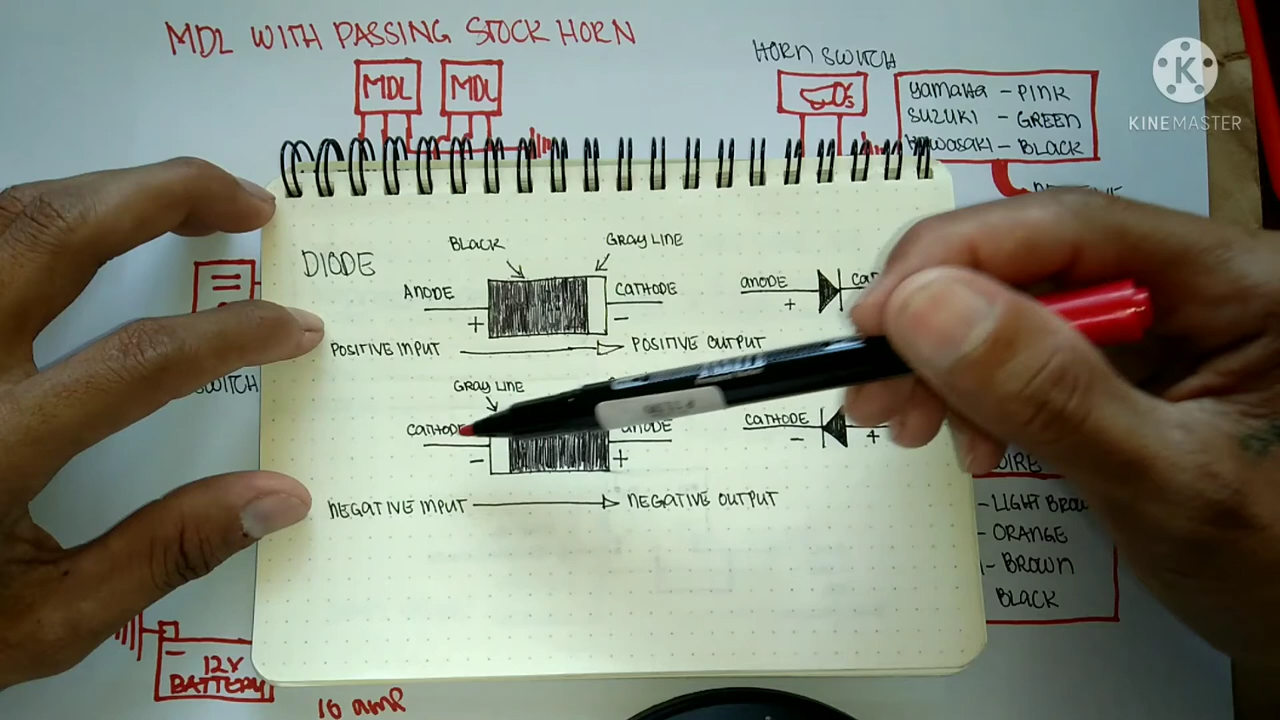 MDL WITH PASSING STOCK HORN
MDL MDL
HORN SWITCH
YAMAHA - PINK
SUZUKI - GREEN
- BLACK
KINEMASTER
DIODE
BLACK
GRAY LINE
ANODE
CATHODE
+
-
POSITIVE INPUT
POSITIVE OUTPUT
ANODE
+
GRAY LINE
CATHODE
-
+
NEGATIVE INPUT
NEGATIVE OUTPUT
CATHODE
-
+
SWITCH
WIRE
- LIGHT BROW
- ORANGE
- BROWN
BLACK
-
12V
BATTERY
10 amp